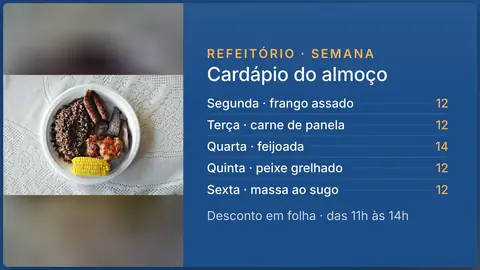 REFEITÓRIO · SEMANA
Cardápio do almoço
Segunda · frango assado 12
Terça · carne de panela 12
Quarta · feijoada 14
Quinta · peixe grelhado 12
Sexta · massa ao sugo 12
Desconto em folha · das 11h às 14h